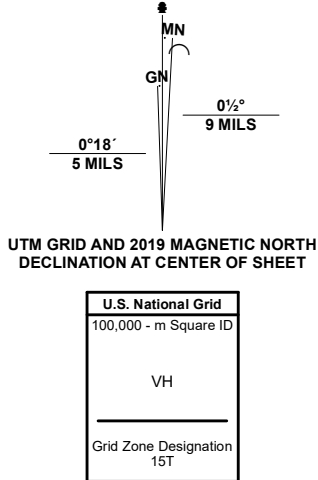 MN
GN
0½°
9 MILS
0°18´
5 MILS
UTM GRID AND 2019 MAGNETIC NORTH
DECLINATION AT CENTER OF SHEET
U.S. National Grid
100,000 - m Square ID
VH
Grid Zone Designation
15T